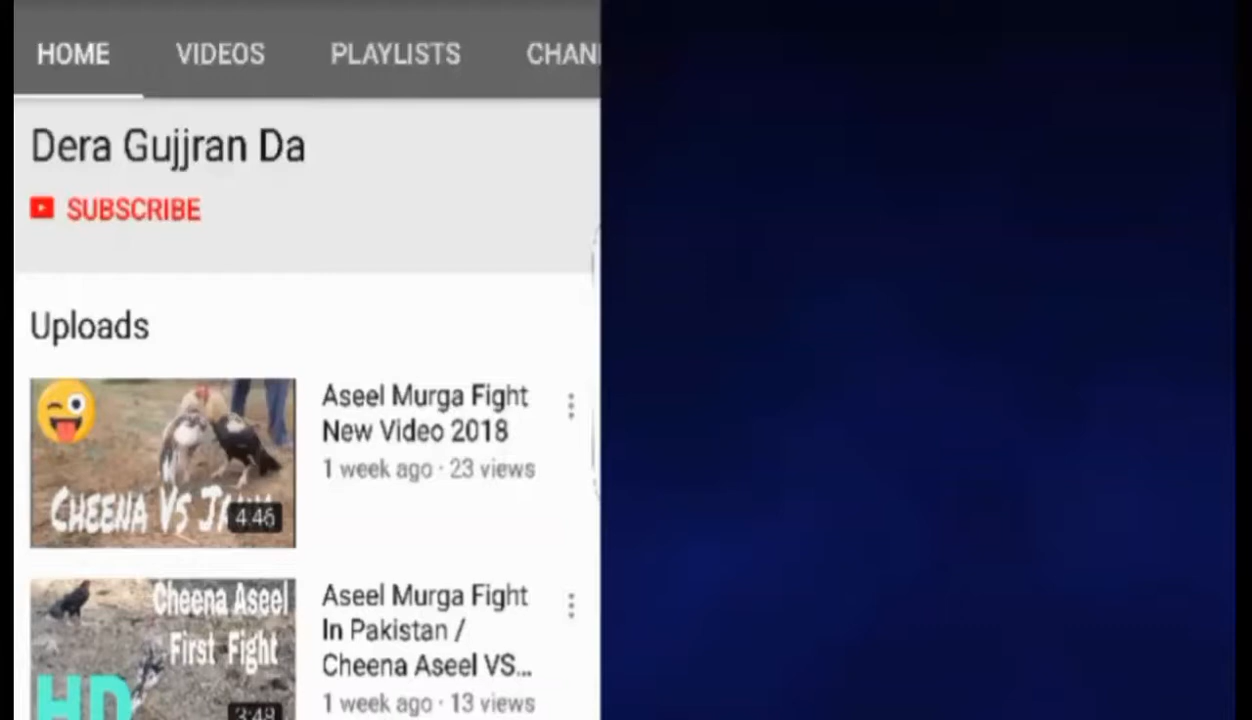 HOME VIDEOS PLAYLISTS
Dera Gujjran Da
SUBSCRIBE
Uploads
Aseel Murga Fight
New Video 2018
1 week ago · 23 views
CHEENA VS
4:46
Aseel Murga Fight
In Pakistan /
Cheena Aseel VS...
1 week ago · 13 views
Cheena Aseel
First Fight
HD
3:48